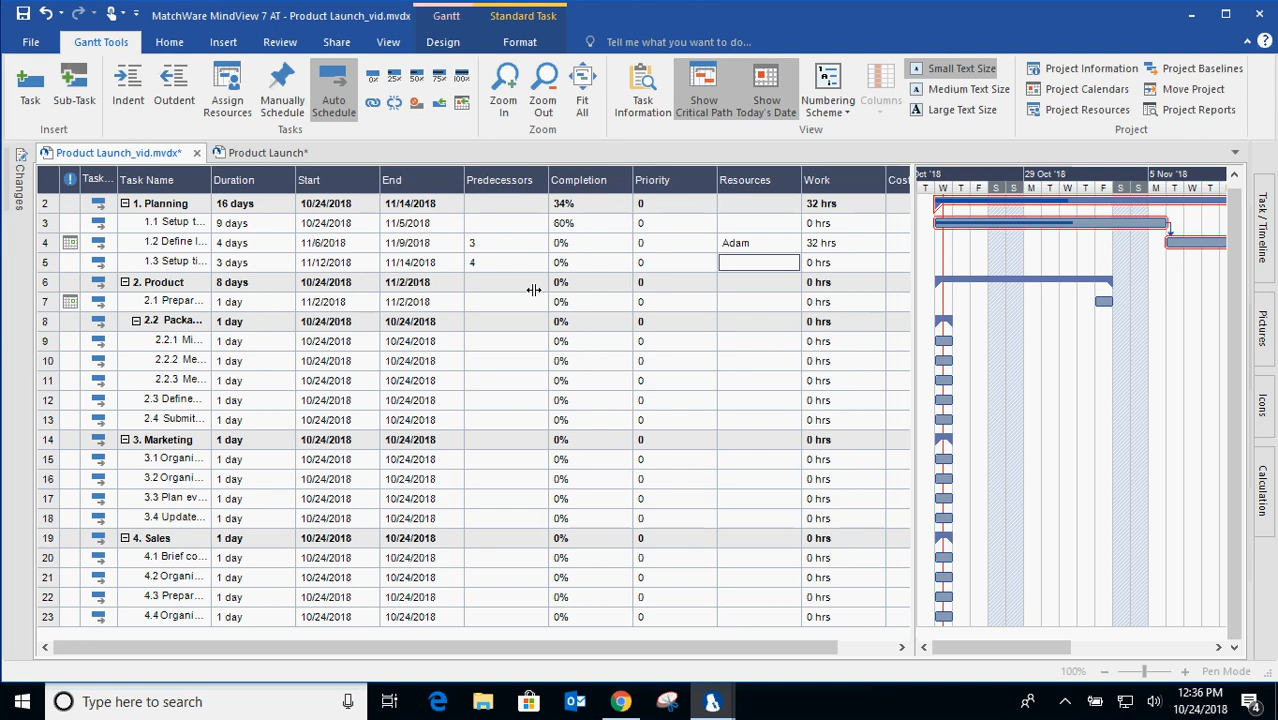 MatchWare MindView 7 AT - Product Launch_vid.mvdx
Gantt
Standard Task
File
Gantt Tools
Home
Insert
Review
Share
View
Design
Format
Tell me what you want to do...
Task
Sub-Task
Indent
Outdent
Assign Resources
Manually Schedule
Auto Schedule
0x 25x 50x 75x 100x
Zoom In
Zoom Out
Fit All
Task Information
Show Critical Path
Show Today's Date
Numbering Scheme
Columns
Small Text Size
Medium Text Size
Large Text Size
Project Information
Project Calendars
Project Resources
Project Baselines
Move Project
Project Reports
Insert
Tasks
Zoom
View
Project
Product Launch_vid.mvdx*
Product Launch*
Changes
Task... Task Name Duration Start End Predecessors Completion Priority Resources Work Cost
2 1. Planning 16 days 10/24/2018 11/14/2018 34% 0 32 hrs
3 1.1 Setup t... 9 days 10/24/2018 11/5/2018 60% 0 0 hrs
4 1.2 Define l... 4 days 11/6/2018 11/9/2018 3 0% 0 Adam 32 hrs
5 1.3 Setup ti... 3 days 11/12/2018 11/14/2018 4 0% 0 0 hrs
6 2. Product 8 days 10/24/2018 11/2/2018 0% 0 0 hrs
7 2.1 Prepar... 1 day 11/2/2018 11/2/2018 0% 0 0 hrs
8 2.2 Packa... 1 day 10/24/2018 10/24/2018 0% 0 0 hrs
9 2.2.1 Mi... 1 day 10/24/2018 10/24/2018 0% 0 0 hrs
10 2.2.2 Me... 1 day 10/24/2018 10/24/2018 0% 0 0 hrs
11 2.2.3 Me... 1 day 10/24/2018 10/24/2018 0% 0 0 hrs
12 2.3 Define... 1 day 10/24/2018 10/24/2018 0% 0 0 hrs
13 2.4 Submit... 1 day 10/24/2018 10/24/2018 0% 0 0 hrs
14 3. Marketing 1 day 10/24/2018 10/24/2018 0% 0 0 hrs
15 3.1 Organi... 1 day 10/24/2018 10/24/2018 0% 0 0 hrs
16 3.2 Organi... 1 day 10/24/2018 10/24/2018 0% 0 0 hrs
17 3.3 Plan ev... 1 day 10/24/2018 10/24/2018 0% 0 0 hrs
18 3.4 Update... 1 day 10/24/2018 10/24/2018 0% 0 0 hrs
19 4. Sales 1 day 10/24/2018 10/24/2018 0% 0 0 hrs
20 4.1 Brief co... 1 day 10/24/2018 10/24/2018 0% 0 0 hrs
21 4.2 Organi... 1 day 10/24/2018 10/24/2018 0% 0 0 hrs
22 4.3 Prepar... 1 day 10/24/2018 10/24/2018 0% 0 0 hrs
23 4.4 Organi... 1 day 10/24/2018 10/24/2018 0% 0 0 hrs
Oct '18 29 Oct '18 5 Nov '18
T W T F S S M T W T F S S M T W T
Task / Timeline
Pictures
Icons
Calculation
100%
Pen Mode
Type here to search
12:36 PM
10/24/2018
4